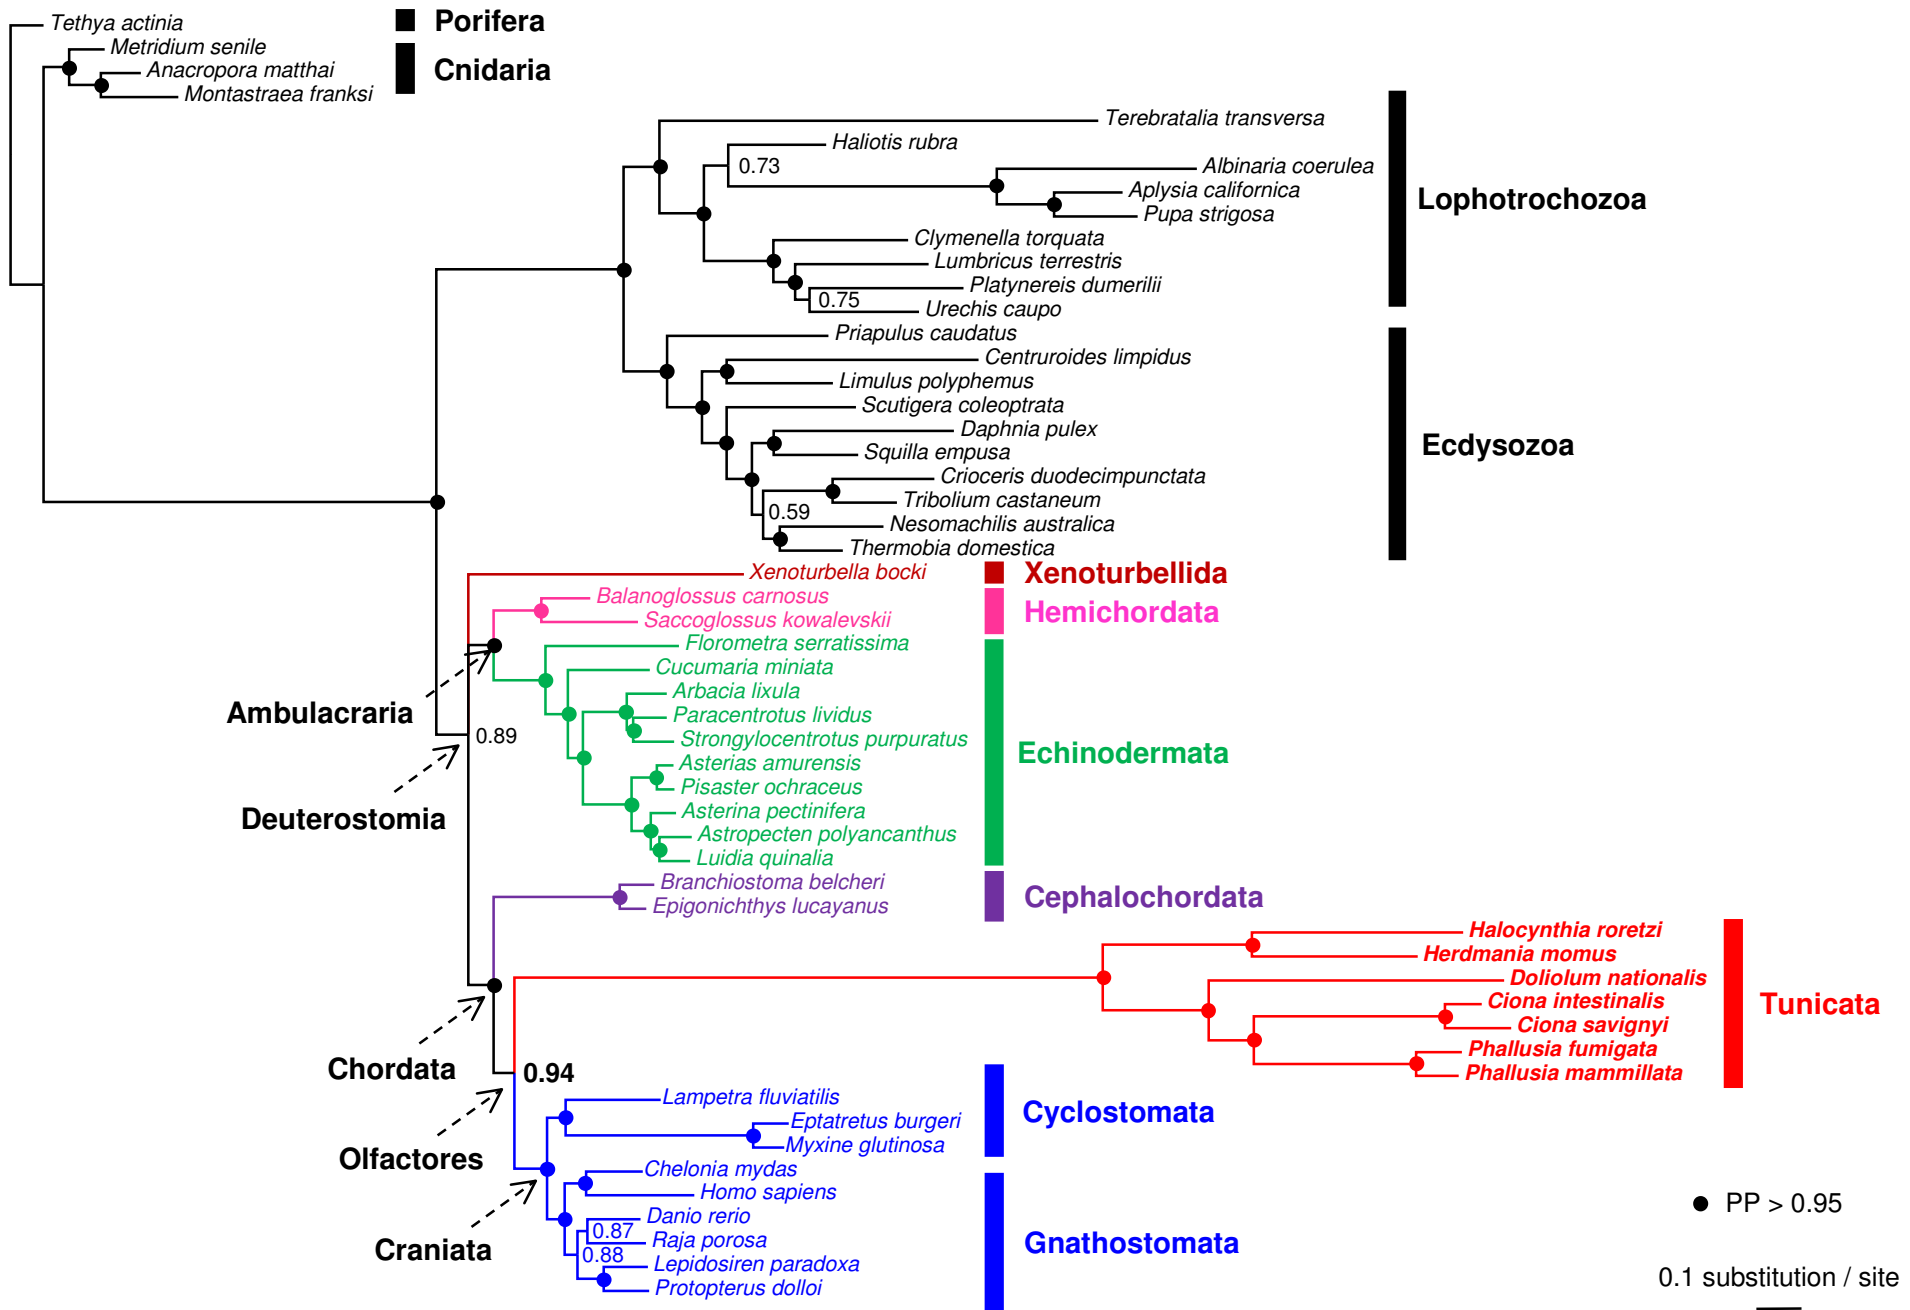 Tethya actinia
Porifera
Metridium senile
Anacropora matthai
Cnidaria
Montastraea franksi
Terebratalia transversa
Haliotis rubra
0.73
Albinaria coerulea
Aplysia californica
Lophotrochozoa
Pupa strigosa
Clymenella torquata
Lumbricus terrestris
Platynereis dumerilii
0.75
Urechis caupo
Priapulus caudatus
Centruroides limpidus
Limulus polyphemus
Scutigera coleoptrata
Daphnia pulex
Ecdysozoa
Squilla empusa
Crioceris duodecimpunctata
Tribolium castaneum
0.59
Nesomachilis australica
Thermobia domestica
Xenoturbella bocki
Xenoturbellida
Balanoglossus carnosus
Hemichordata
Saccoglossus kowalevskii
Florometra serratissima
Cucumaria miniata
Arbacia lixula
Ambulacraria
Paracentrotus lividus
0.89
Strongylocentrotus purpuratus
Echinodermata
Asterias amurensis
Pisaster ochraceus
Deuterostomia
Asterina pectinifera
Astropecten polyancanthus
Luidia quinalia
Branchiostoma belcheri
Cephalochordata
Epigonichthys lucayanus
Halocynthia roretzi
Herdmania momus
Doliolum nationalis
Ciona intestinalis
Tunicata
Ciona savignyi
Phallusia fumigata
Chordata
0.94
Phallusia mammillata
Lampetra fluviatilis
Cyclostomata
Eptatretus burgeri
Myxine glutinosa
Olfactores
Chelonia mydas
Homo sapiens
PP > 0.95
Danio rerio
0.87
Raja porosa
Gnathostomata
Craniata
0.88
Lepidosiren paradoxa
0.1 substitution / site
Protopterus dolloi